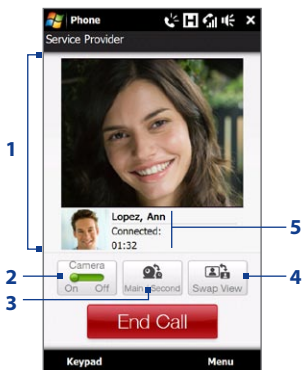 Phone
H
Service Provider
1
Lopez, Ann
Connected:
01:32
5
2
Camera
On Off
3
Main Second
Swap View
4
End Call
Keypad Menu